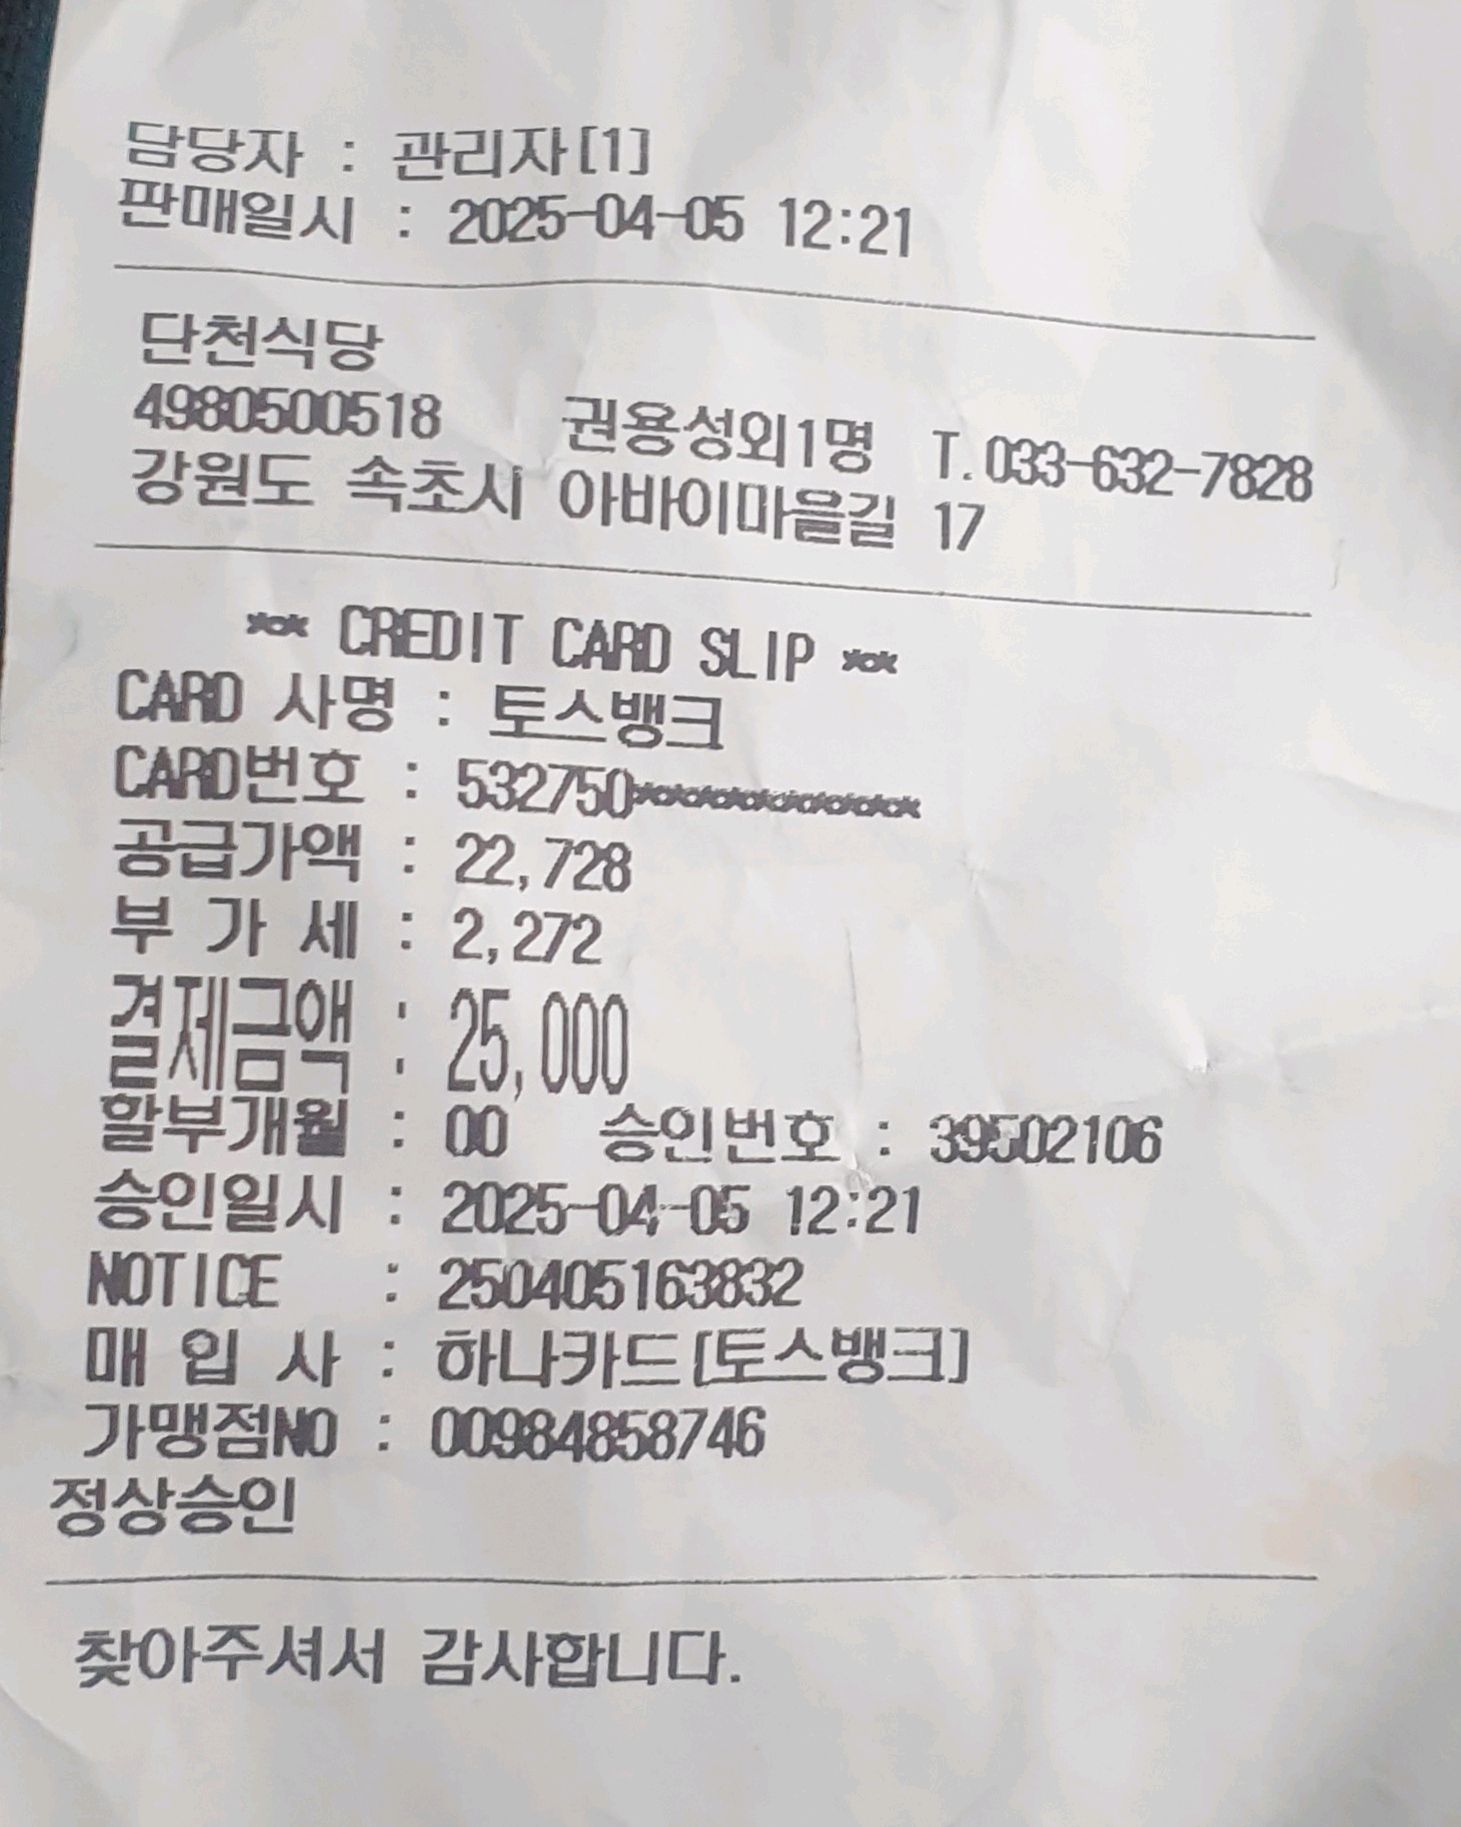 담당자 : 관리자[1]
판매일시 : 2025-04-05 12:21
단천식당
4980500518 권용성외1명 T.033-632-7828
강원도 속초시 아바이마을길 17
** CREDIT CARD SLIP **
CARD 사명 : 토스뱅크
CARD번호 : 532750**********
공급가액 : 22,728
부 가 세 : 2,272
결제금액 : 25,000
할부개월 : 00 승인번호 : 39502106
승인일시 : 2025-04-05 12:21
NOTICE : 250405163832
매 입 사 : 하나카드[토스뱅크]
가맹점NO : 00984858746
정상승인
찾아주셔서 감사합니다.